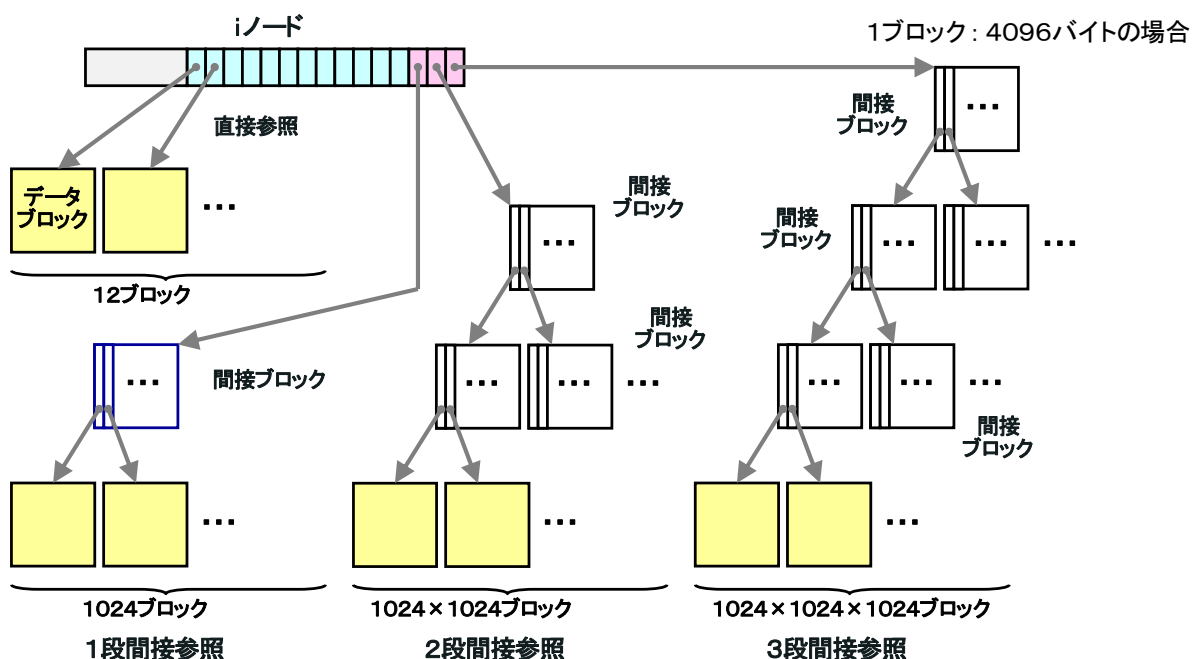 iノード
1ブロック: 4096バイトの場合
直接参照
データ
ブロック
…
12ブロック
間接
ブロック
…
間接
ブロック
…
間接
ブロック
…
…
…
間接
ブロック
…
…
…
間接ブロック
…
間接
ブロック
…
…
…
…
…
…
1024ブロック
1024×1024ブロック
1024×1024×1024ブロック
1段間接参照
2段間接参照
3段間接参照